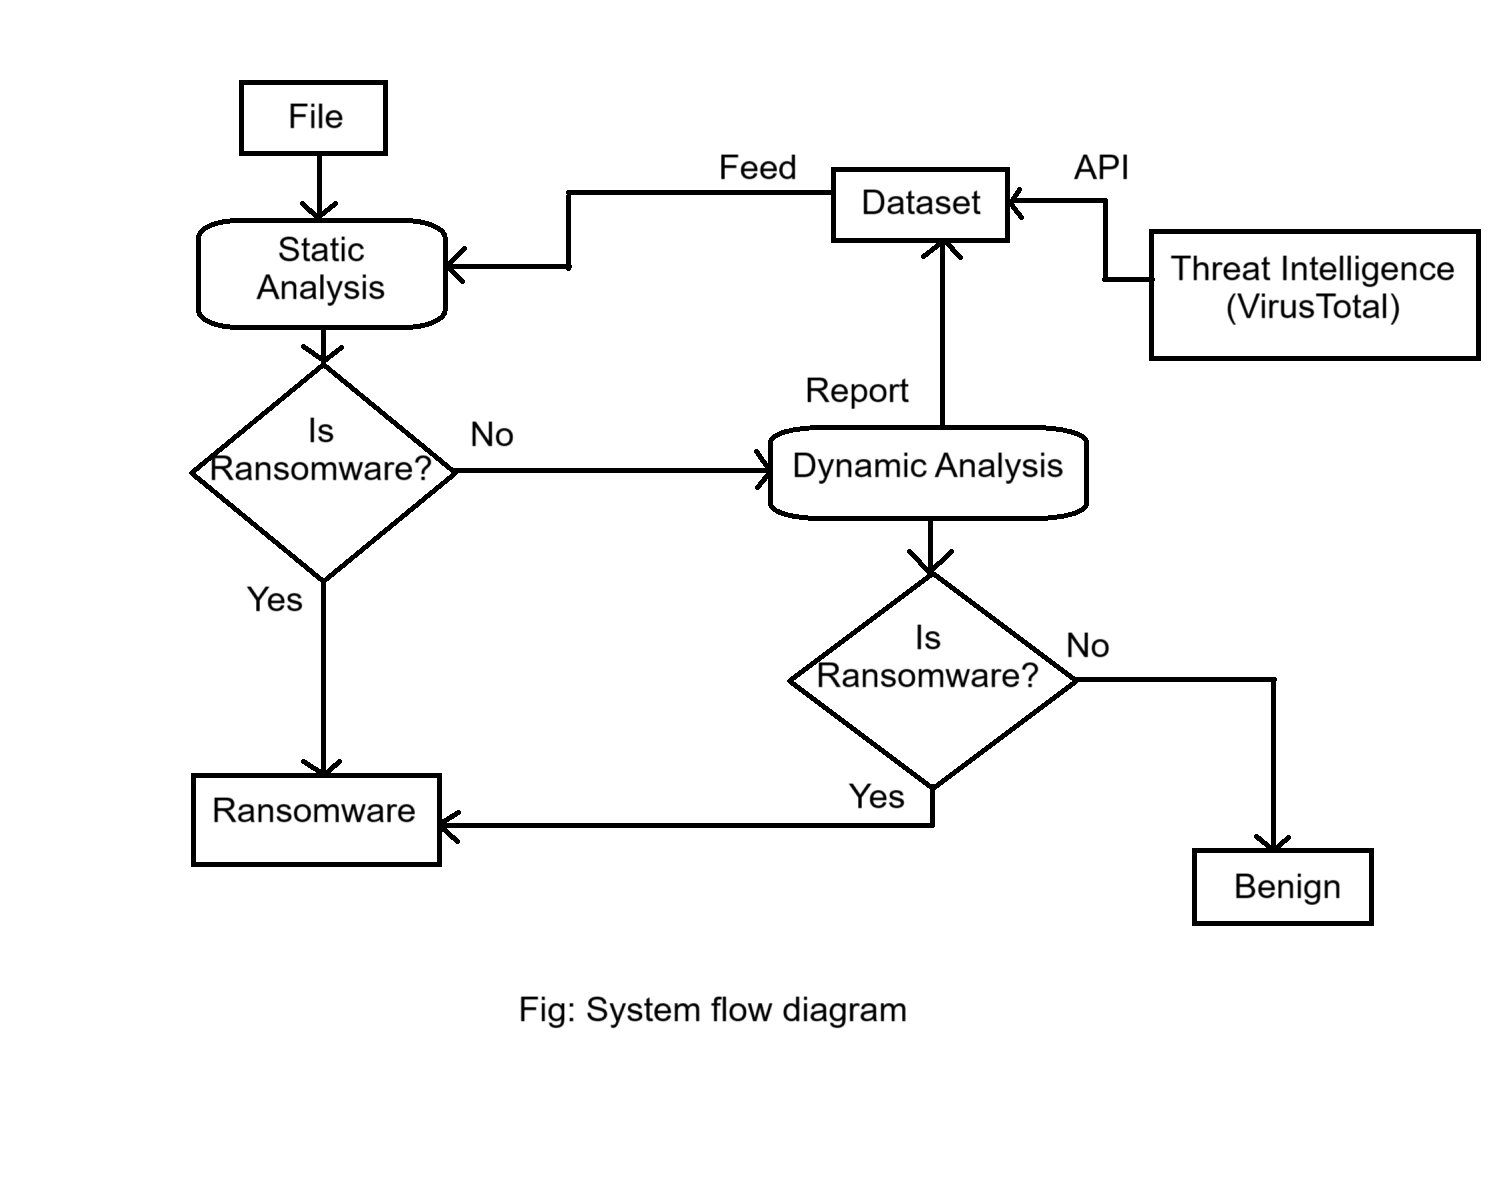 File
Feed
API
Dataset
Static
Analysis
Threat Intelligence
(VirusTotal)
Report
Is
Ransomware?
No
Dynamic Analysis
Yes
Is
Ransomware?
No
Yes
Ransomware
Benign
Fig: System flow diagram